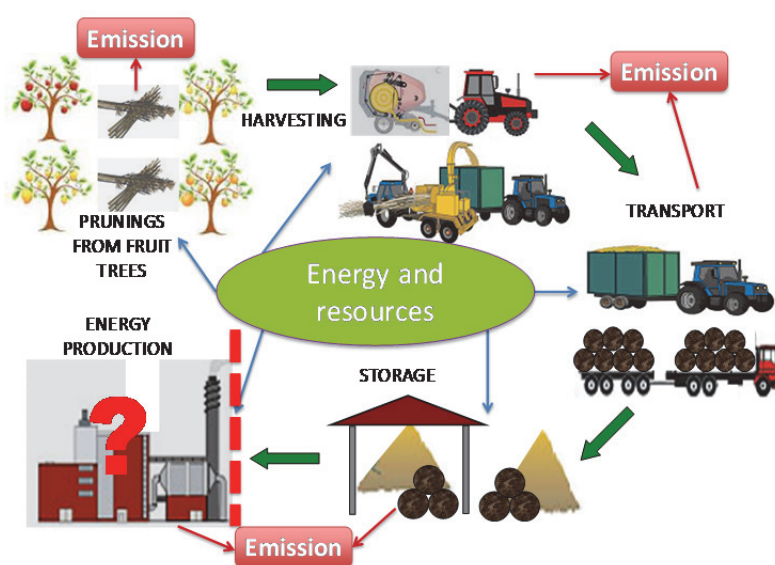 Emission
Emission
HARVESTING
PRUNINGS
FROM FRUIT
TREES
TRANSPORT
Energy and
resources
ENERGY
PRODUCTION
STORAGE
?
Emission